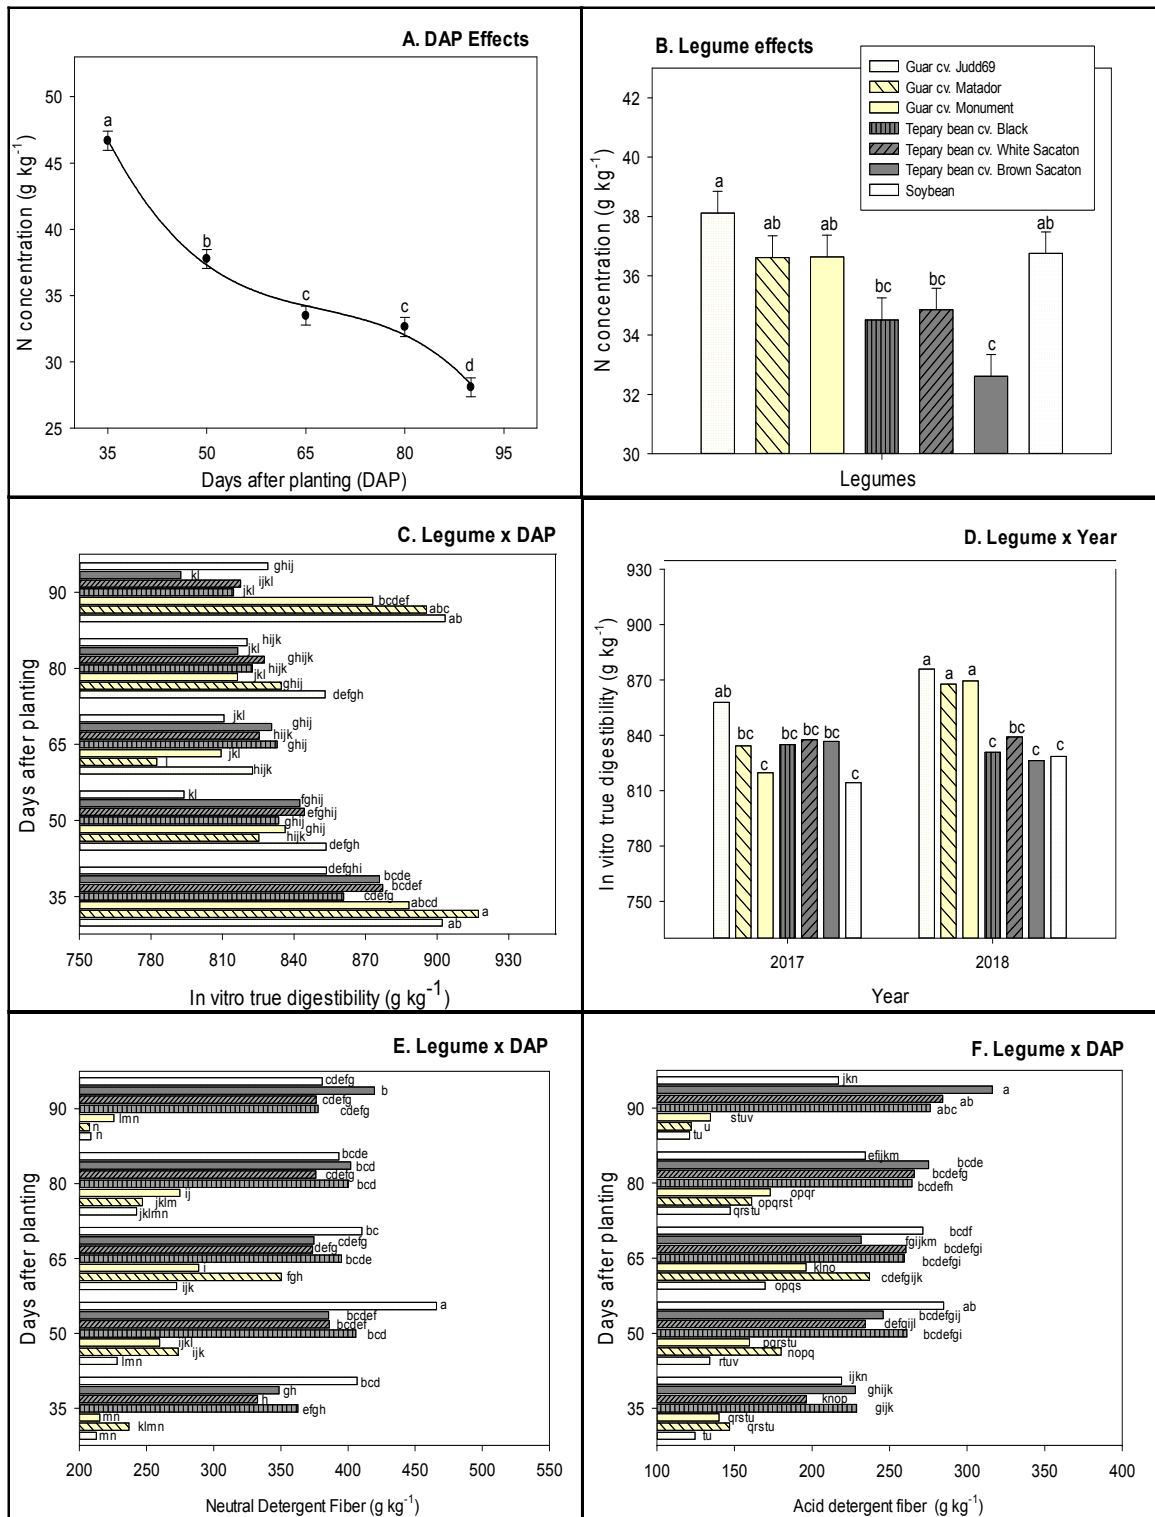 A. DAP Effects
N concentration (g kg-1)
50
45
40
35
30
25
a
b
c
c
d
35 50 65 80 95
Days after planting (DAP)
B. Legume effects
Guar cv. Judd69
Guar cv. Matador
Guar cv. Monument
Tepary bean cv. Black
Tepary bean cv. White Sacaton
Tepary bean cv. Brown Sacaton
Soybean
N concentration (g kg-1)
42
40
38
36
34
32
30
a ab ab bc bc c ab
Legumes
C. Legume x DAP
Days after planting
90
ghij
kl
ijkl
jkl
bcdef
abc
ab
80
hijk
jkl
ghijk
hijk
jkl
ghij
defgh
65
jkl
ghij
hijk
ghij
jkl
l
hijk
50
kl
fghij
efghij
ghij
ghij
hijk
defgh
35
defghi
bcde
bcdef
cdefg
abcd
a
ab
750 780 810 840 870 900 930
In vitro true digestibility (g kg-1)
D. Legume x Year
In vitro true digestibility (g kg-1)
930
900
870
840
810
780
750
ab bc c bc bc bc c
a a a c bc c c
2017 2018
Year
E. Legume x DAP
Days after planting
90
cdefg
b
cdefg
cdefg
lmn
n
n
80
bcde
bcd
cdefg
bcd
ij
jklm
jklmn
65
bc
cdefg
defg
bcde
i
fgh
ijk
50
a
bcdef
bcdef
bcd
ijkl
ijk
lmn
35
bcd
gh
h
efgh
mn
klmn
mn
200 250 300 350 400 450 500 550
Neutral Detergent Fiber (g kg-1)
F. Legume x DAP
Days after planting
90
jkn
a
ab
abc
stuv
u
tu
80
efijkm
bcde
bcdefg
bcdefh
opqr
opqrst
qrstu
65
bcdf
fgijkm
bcdefgi
bcdefgi
klno
cdefgijk
opqs
50
ab
bcdefgij
defgijl
bcdefgi
pqrstu
nopq
rtuv
35
ijkn
ghijk
knop
gijk
qrstu
qrstu
tu
100 150 200 250 300 350 400
Acid detergent fiber (g kg-1)